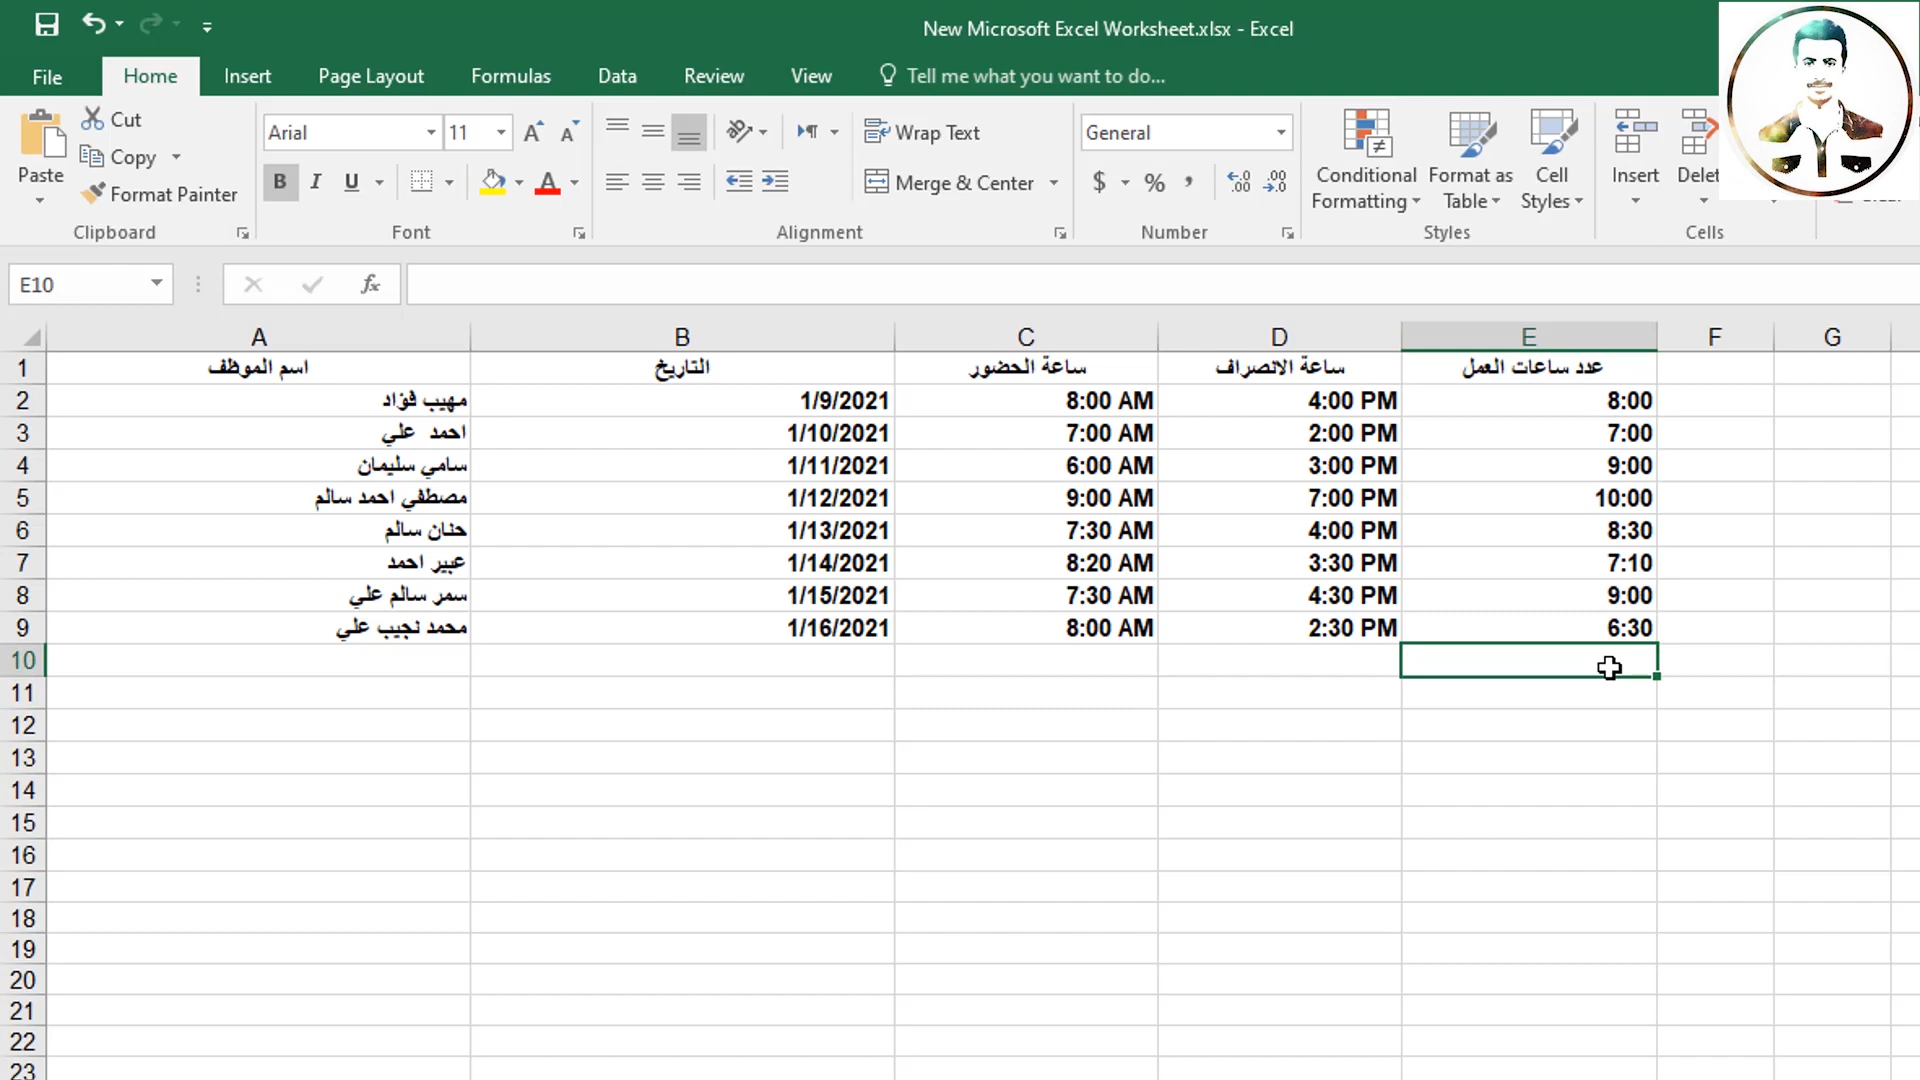 New Microsoft Excel Worksheet.xlsx - Excel
File Home Insert Page Layout Formulas Data Review View Tell me what you want to do...
Paste Cut Copy Format Painter Clipboard
Arial 11 B I U Font
Wrap Text Merge & Center Alignment
General $ % Number
Conditional Formatting Format as Table Cell Styles Styles
Insert Cells
E10 fx
A B C D E F G
1 اسم الموظف التاريخ ساعة الحضور ساعة الانصراف عدد ساعات العمل
2 مهيب فؤاد 1/9/2021 8:00 AM 4:00 PM 8:00
3 احمد علي 1/10/2021 7:00 AM 2:00 PM 7:00
4 سامي سليمان 1/11/2021 6:00 AM 3:00 PM 9:00
5 مصطفي احمد سالم 1/12/2021 9:00 AM 7:00 PM 10:00
6 حنان سالم 1/13/2021 7:30 AM 4:00 PM 8:30
7 عبير احمد 1/14/2021 8:20 AM 3:30 PM 7:10
8 سمر سالم علي 1/15/2021 7:30 AM 4:30 PM 9:00
9 محمد نجيب علي 1/16/2021 8:00 AM 2:30 PM 6:30
10
11
12
13
14
15
16
17
18
19
20
21
22
23